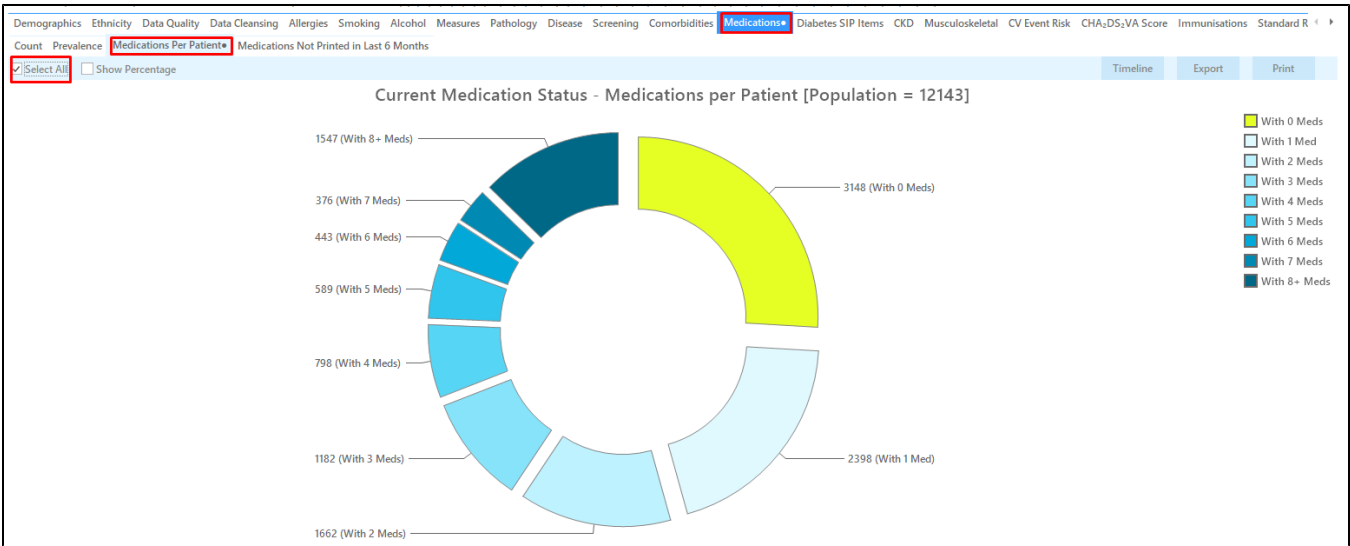 Demographics Ethnicity Data Quality Data Cleansing Allergies Smoking Alcohol Measures Pathology Disease Screening Comorbidities Medications• Diabetes SIP Items CKD Musculoskeletal CV Event Risk CHA₂DS₂VA Score Immunisations Standard R
Count Prevalence Medications Per Patient• Medications Not Printed in Last 6 Months
Select All Show Percentage Timeline Export Print
Current Medication Status - Medications per Patient [Population = 12143]
1547 (With 8+ Meds)
376 (With 7 Meds)
443 (With 6 Meds)
589 (With 5 Meds)
798 (With 4 Meds)
1182 (With 3 Meds)
1662 (With 2 Meds)
3148 (With 0 Meds)
2398 (With 1 Med)
With 0 Meds
With 1 Med
With 2 Meds
With 3 Meds
With 4 Meds
With 5 Meds
With 6 Meds
With 7 Meds
With 8+ Meds